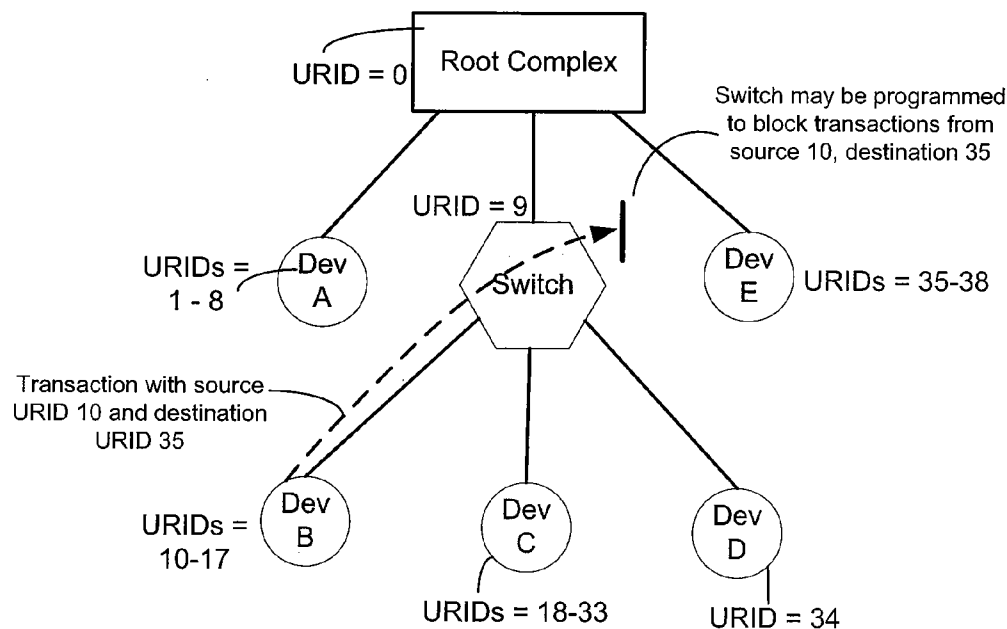 Root Complex
URID = 0
Switch may be programmed
to block transactions from
source 10, destination 35
URID = 9
URIDs =
1 - 8
Dev
A
Switch
Dev
E
URIDs = 35-38
Transaction with source
URID 10 and destination
URID 35
Dev
B
URIDs =
10-17
Dev
C
Dev
D
URIDs = 18-33
URID = 34